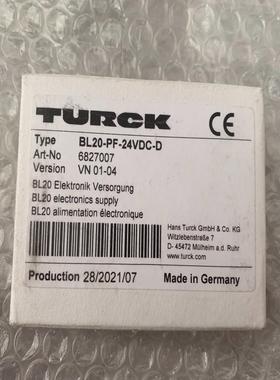 TURCK
CE
Type BL20-PF-24VDC-D
Art-No 6827007
Version VN 01-04
BL20 Elektronik Versorgung
BL20 electronics supply
BL20 alimentation électronique
Hans Turck GmbH & Co. KG
Witzlebenstraße 7
D- 45472 Mülheim a.d. Ruhr
www.turck.com
Production 28/2021/07 Made in Germany